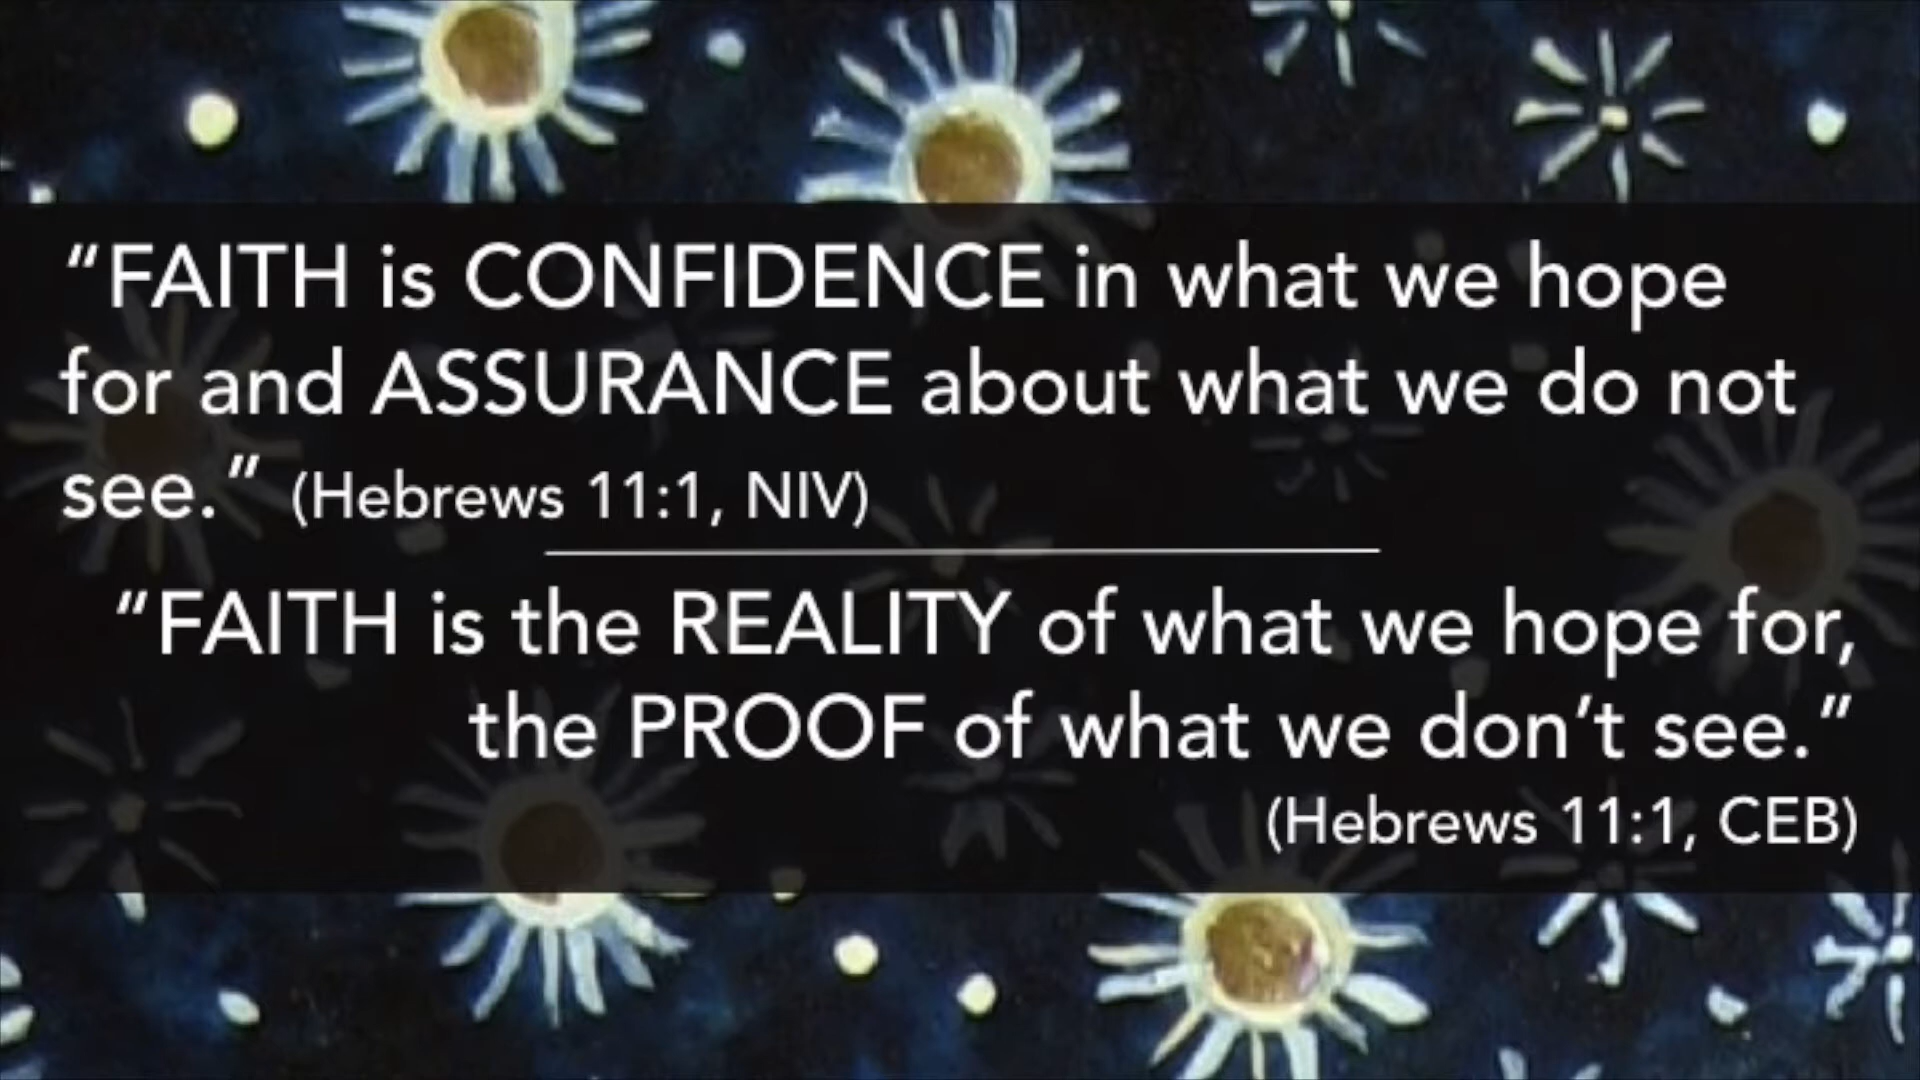 “FAITH is CONFIDENCE in what we hope
for and ASSURANCE about what we do not
see.” (Hebrews 11:1, NIV)
“FAITH is the REALITY of what we hope for,
the PROOF of what we don’t see.”
(Hebrews 11:1, CEB)